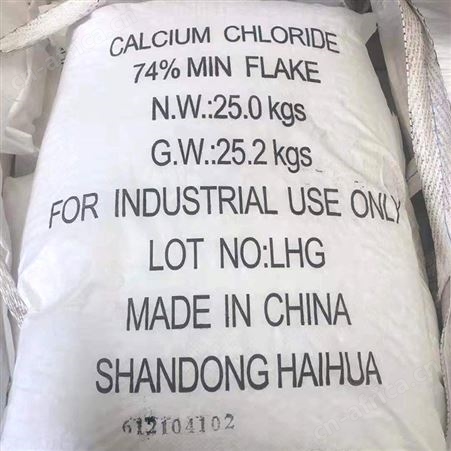 CALCIUM CHLORIDE
74% MIN FLAKE
N.W.:25.0 kgs
G.W.:25.2 kgs
FOR INDUSTRIAL USE ONLY
LOT NO:LHG
MADE IN CHINA
SHANDONG HAIHUA
612104102